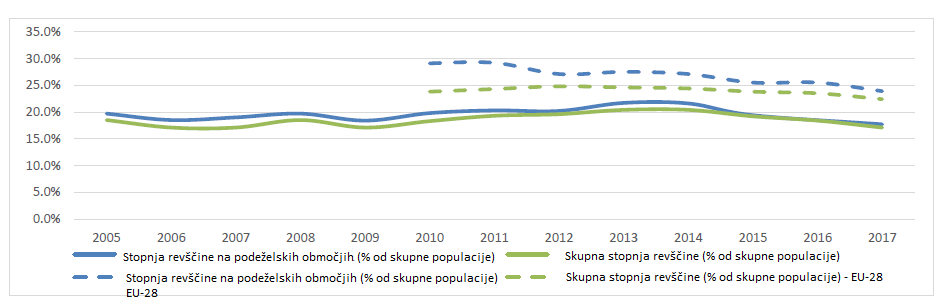 35.0%
30.0%
25.0%
20.0%
15.0%
10.0%
5.0%
0.0%
2005 2006 2007 2008 2009 2010 2011 2012 2013 2014 2015 2016 2017
Stopnja revščine na podeželskih območjih (% od skupne populacije)
Skupna stopnja revščine (% od skupne populacije)
Stopnja revščine na podeželskih območjih (% od skupne populacije)
EU-28
Skupna stopnja revščine (% od skupne populacije) - EU-28